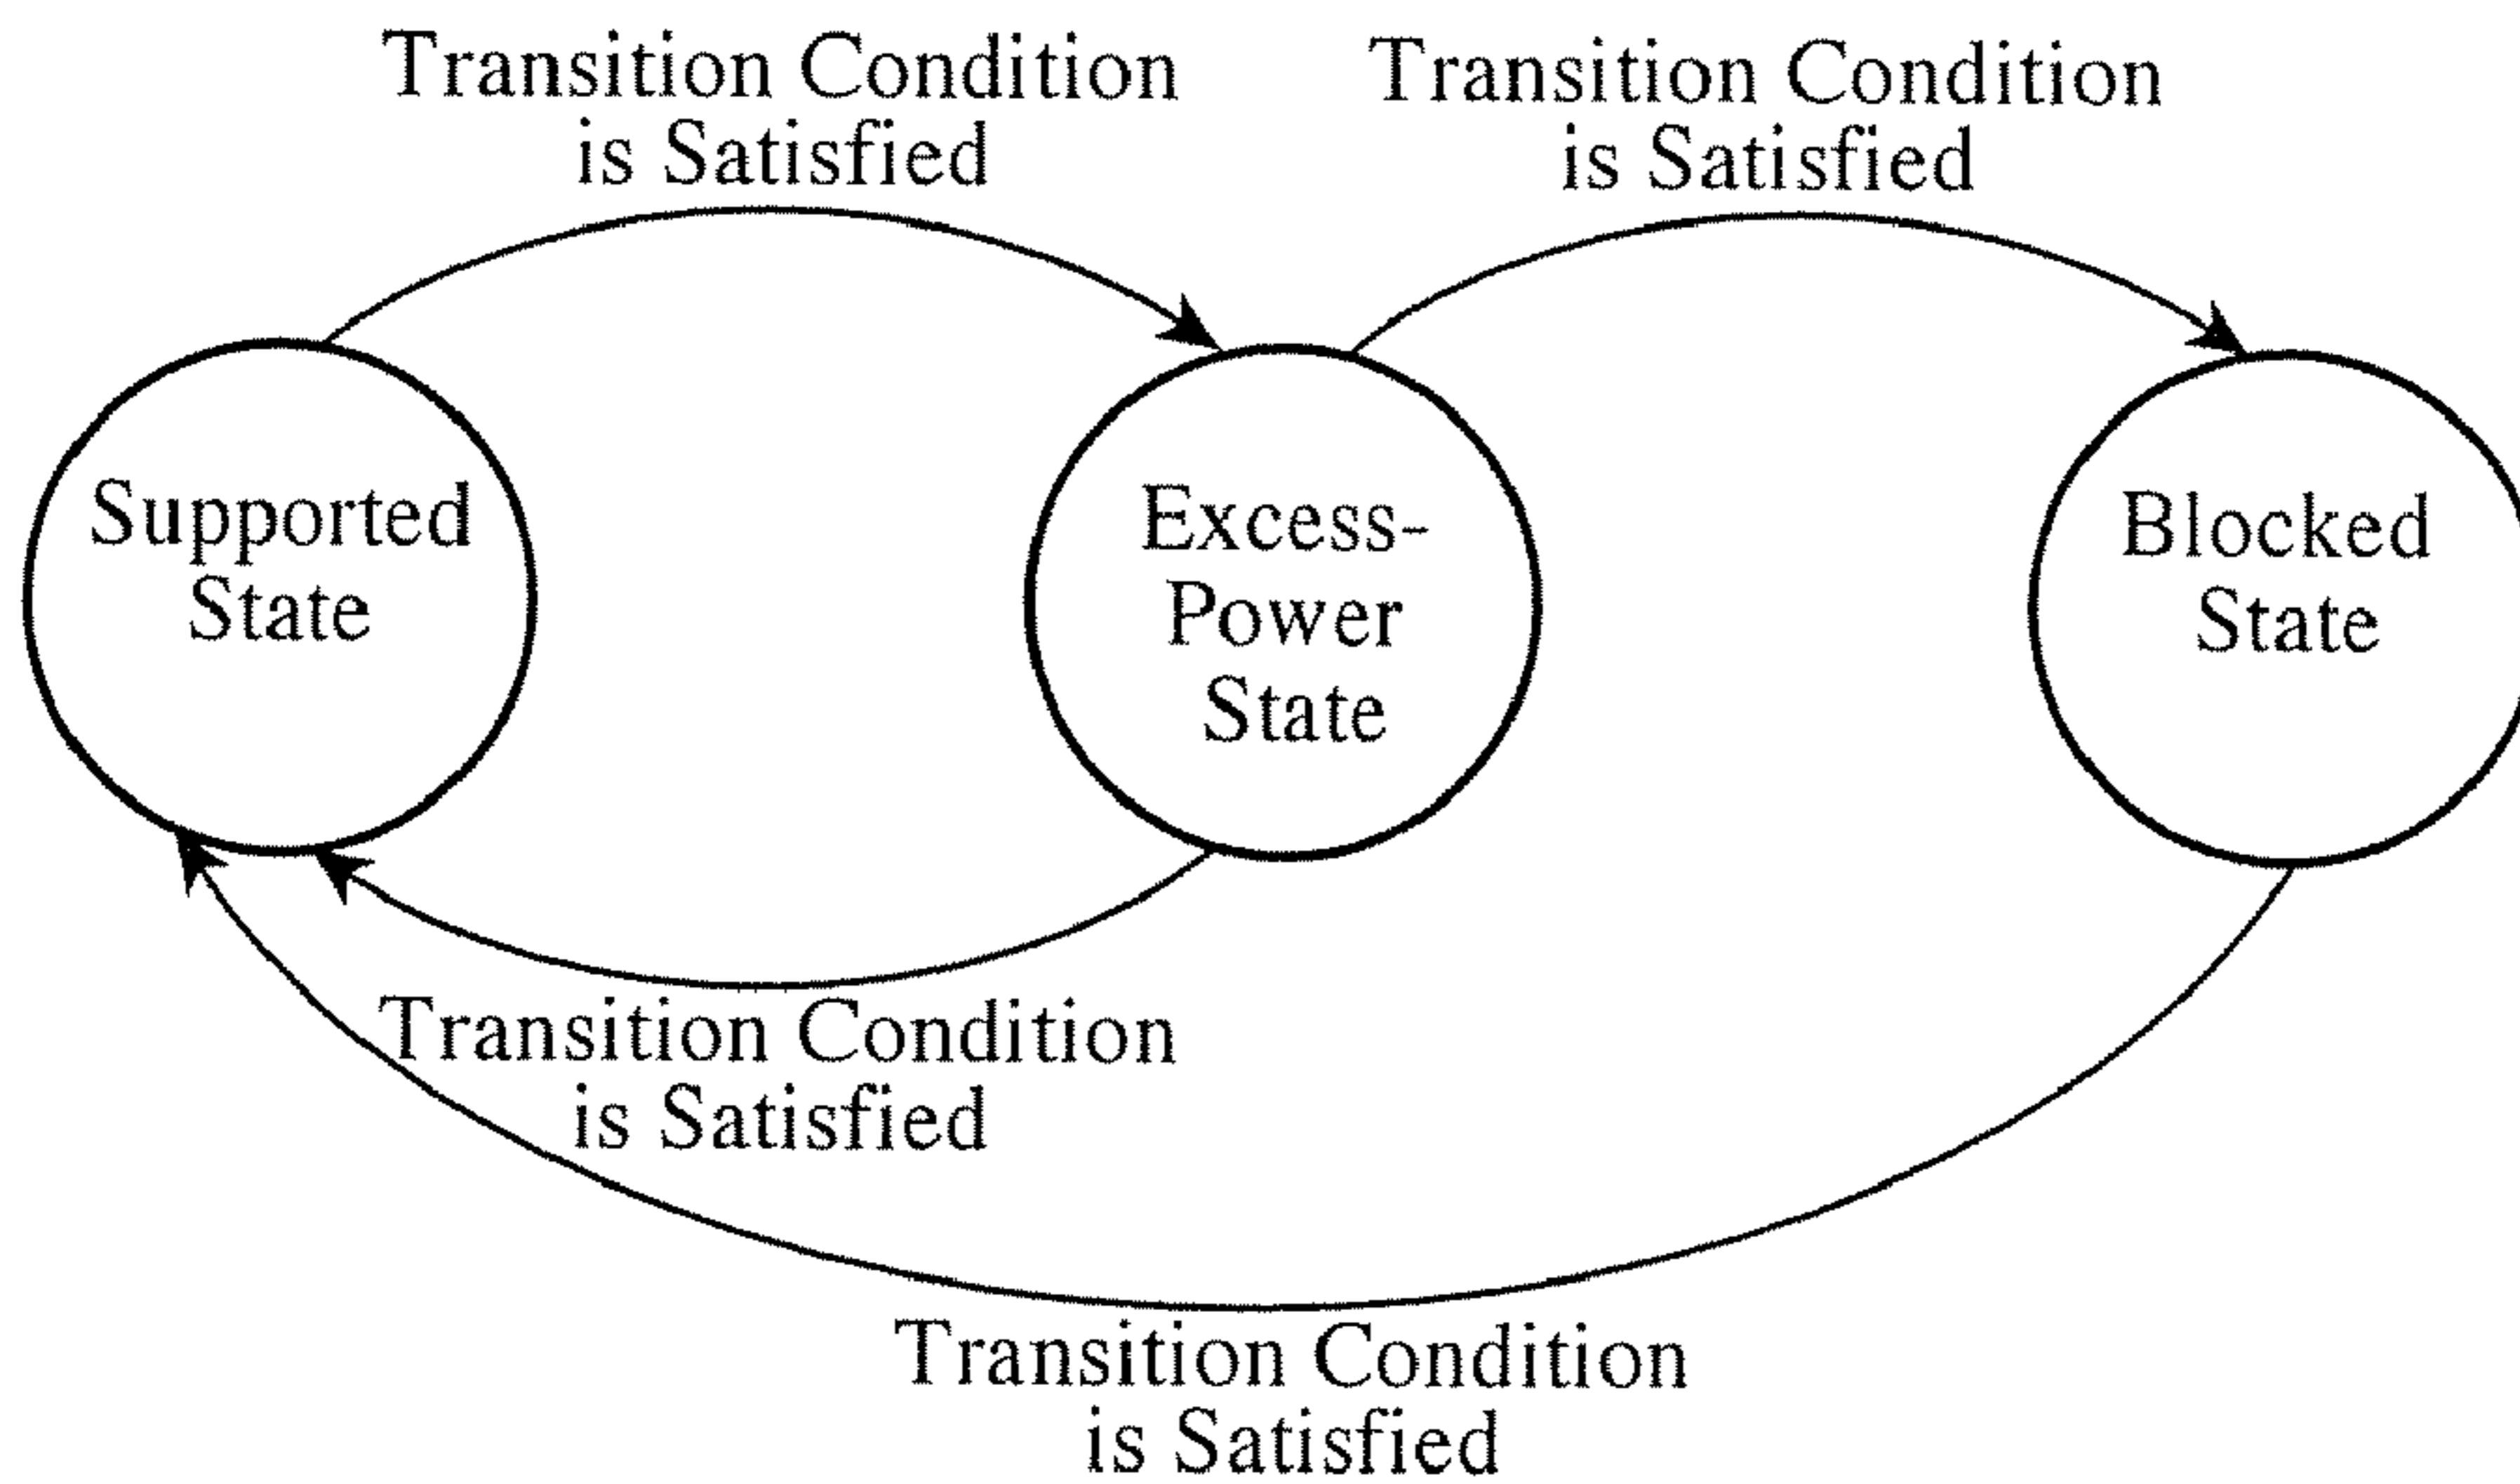 Transition Condition
is Satisfied
Transition Condition
is Satisfied
Supported
State
Excess-
Power
State
Blocked
State
Transition Condition
is Satisfied
Transition Condition
is Satisfied